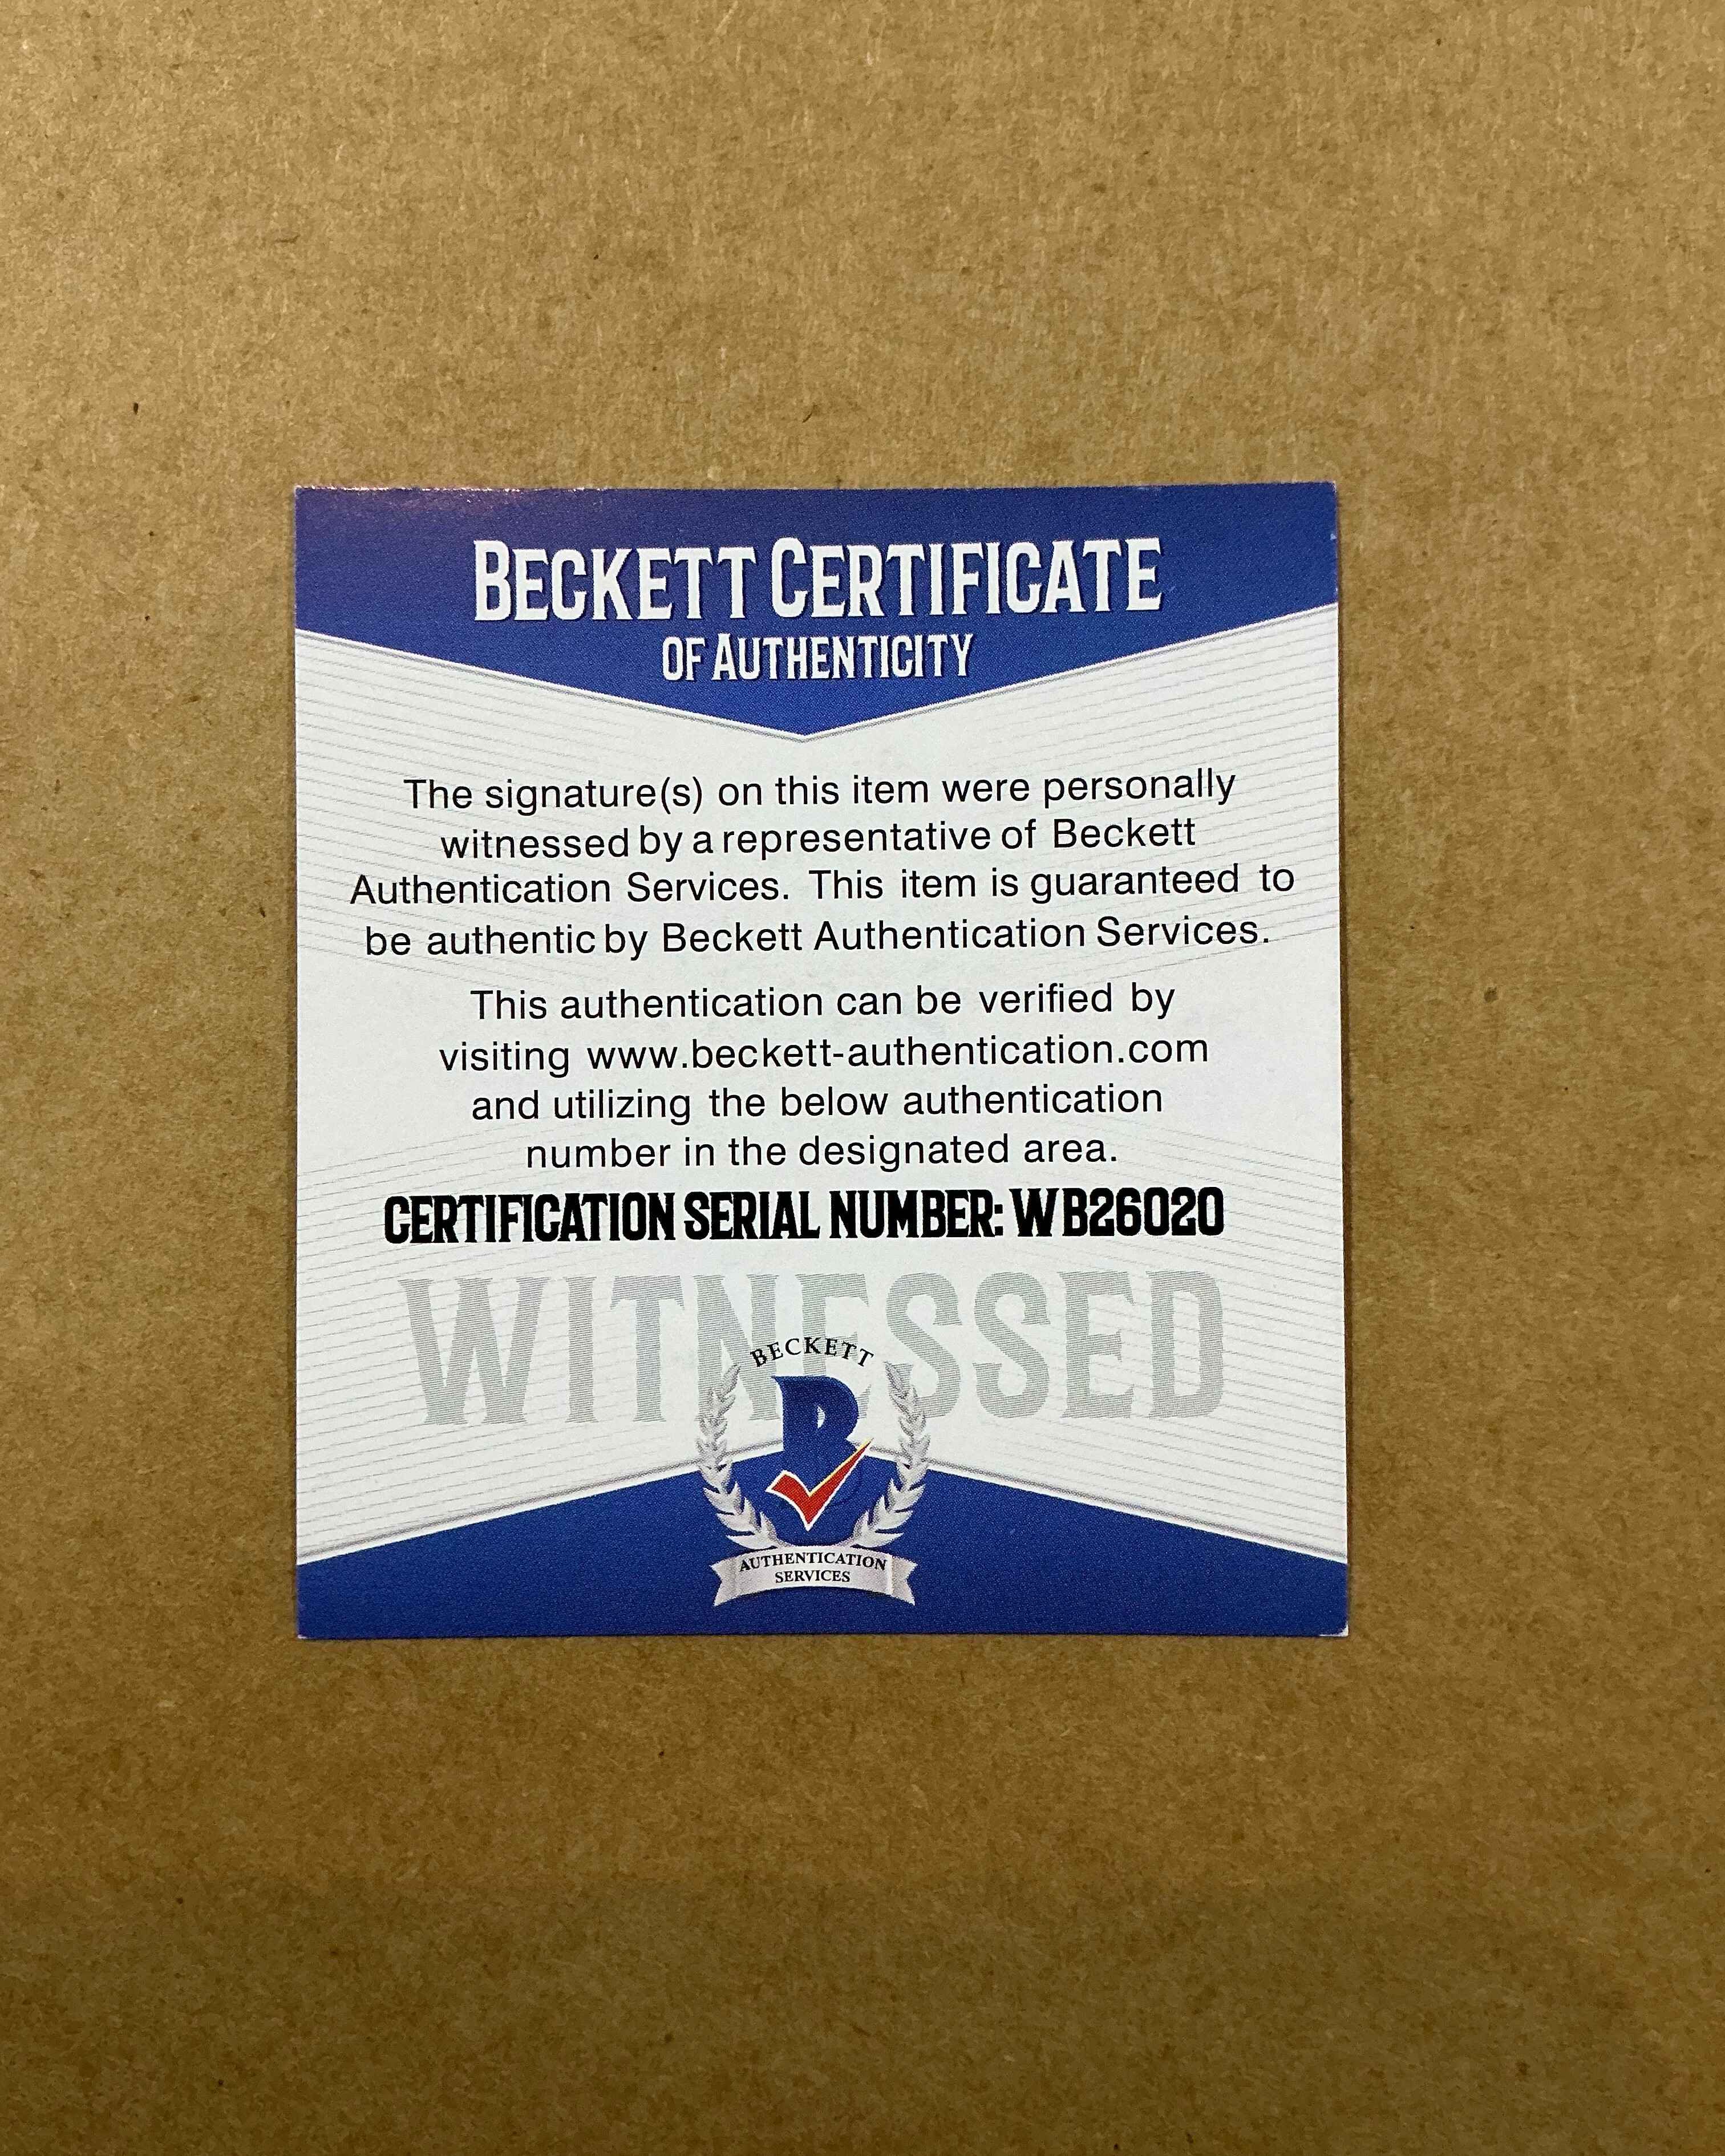 BECKETT CERTIFICATE
OF AUTHENTICITY
The signature(s) on this item were personally
witnessed by a representative of Beckett
Authentication Services. This item is guaranteed to
be authentic by Beckett Authentication Services.
This authentication can be verified by
visiting www.beckett-authentication.com
and utilizing the below authentication
number in the designated area.
CERTIFICATION SERIAL NUMBER: WB26020
WITNESSED
BECKETT
B
AUTHENTICATION
SERVICES